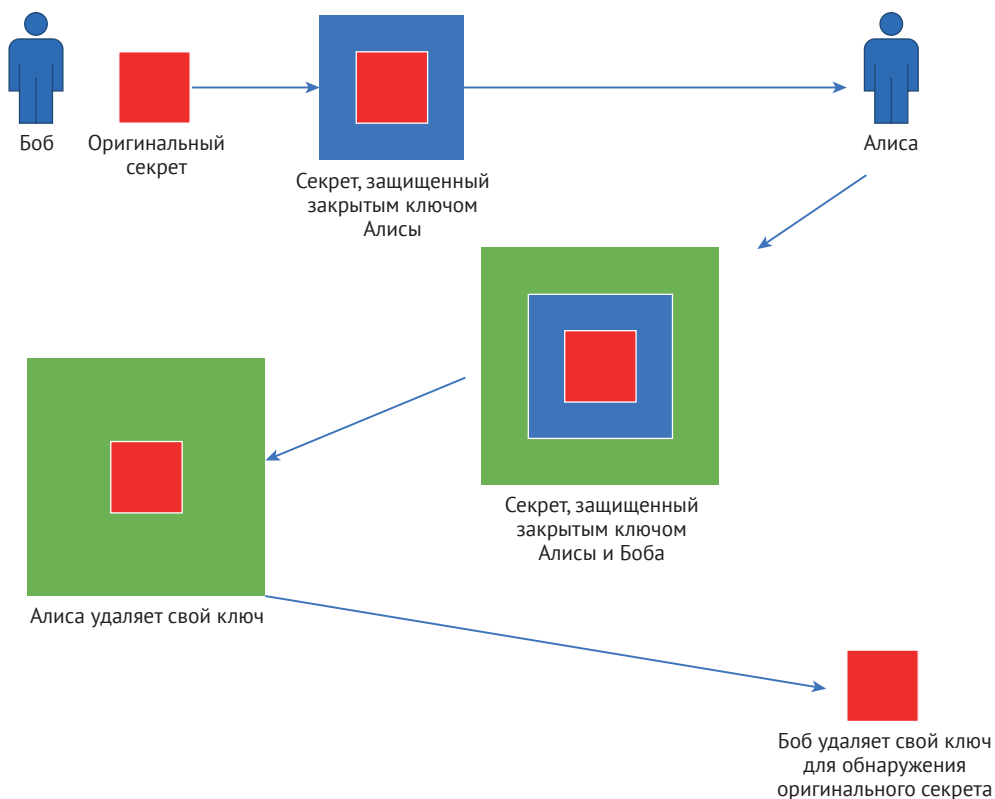 Боб
Оригинальный
секрет
Секрет, защищенный
закрытым ключом
Алисы
Алиса
Секрет, защищенный
закрытым ключом
Алисы и Боба
Алиса удаляет свой ключ
Боб удаляет свой ключ
для обнаружения
оригинального секрета